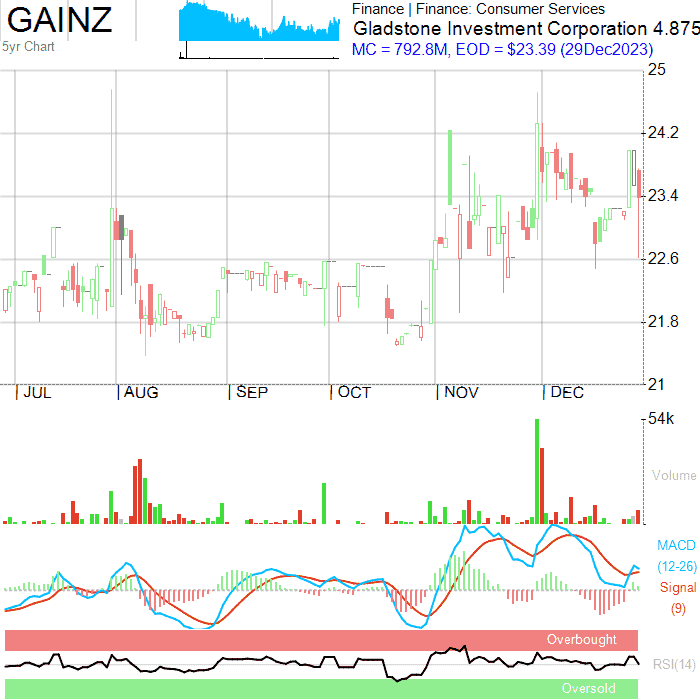 GAINZ
5yr Chart
Finance | Finance: Consumer Services
Gladstone Investment Corporation 4.875
MC = 792.8M, EOD = $23.39 (29Dec2023)
25
24.2
23.4
22.6
21.8
21
JUL
AUG
SEP
OCT
NOV
DEC
54k
Volume
MACD
(12-26)
Signal
(9)
Overbought
RSI(14)
Oversold